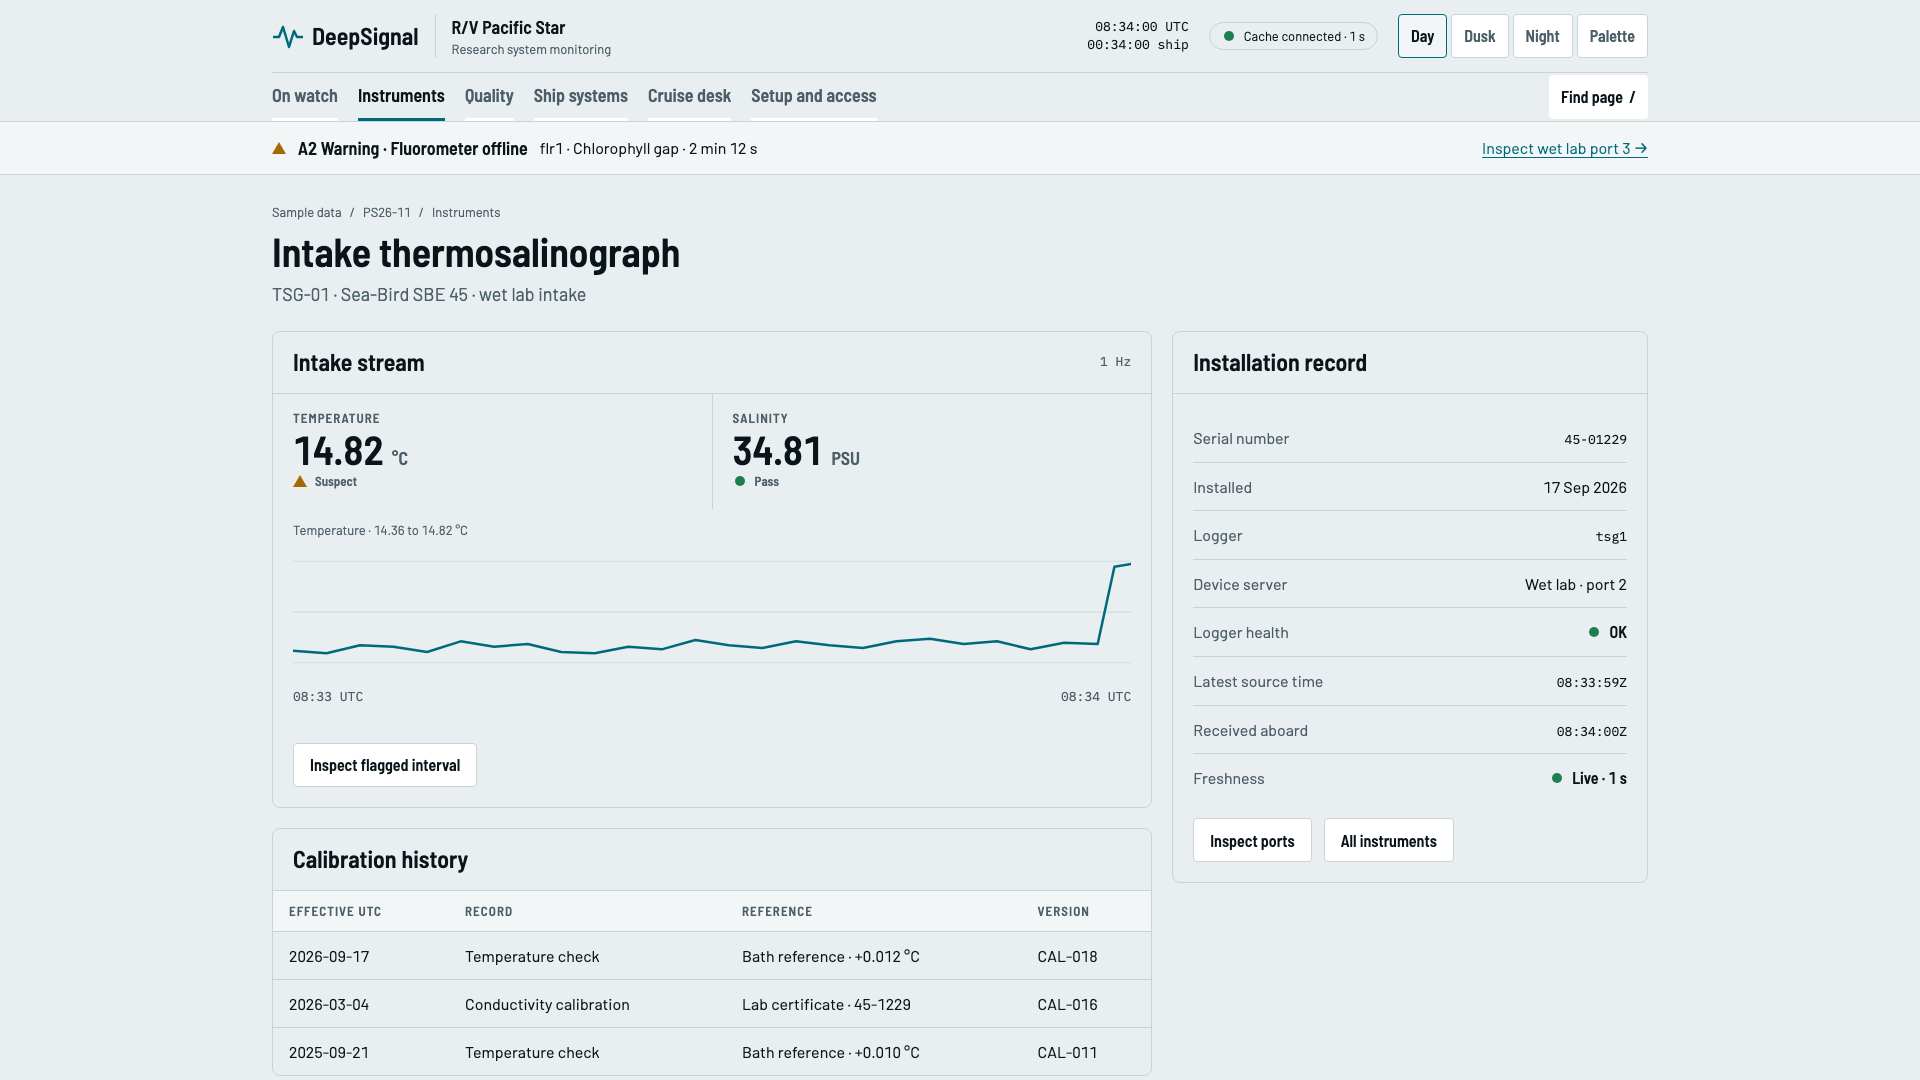 DeepSignal
R/V Pacific Star
Research system monitoring
08:34:00 UTC
00:34:00 ship
Cache connected · 1 s
Day
Dusk
Night
Palette
On watch
Instruments
Quality
Ship systems
Cruise desk
Setup and access
Find page /
A2 Warning · Fluorometer offline
flr1 · Chlorophyll gap · 2 min 12 s
Inspect wet lab port 3 →
Sample data / PS26-11 / Instruments
Intake thermosalinograph
TSG-01 · Sea-Bird SBE 45 · wet lab intake
Intake stream
1 Hz
TEMPERATURE
14.82 °C
Suspect
SALINITY
34.81 PSU
Pass
Temperature · 14.36 to 14.82 °C
08:33 UTC
08:34 UTC
Inspect flagged interval
Installation record
Serial number
45-01229
Installed
17 Sep 2026
Logger
tsg1
Device server
Wet lab · port 2
Logger health
OK
Latest source time
08:33:59Z
Received aboard
08:34:00Z
Freshness
Live · 1 s
Inspect ports
All instruments
Calibration history
EFFECTIVE UTC RECORD REFERENCE VERSION
2026-09-17 Temperature check Bath reference · +0.012 °C CAL-018
2026-03-04 Conductivity calibration Lab certificate · 45-1229 CAL-016
2025-09-21 Temperature check Bath reference · +0.010 °C CAL-011